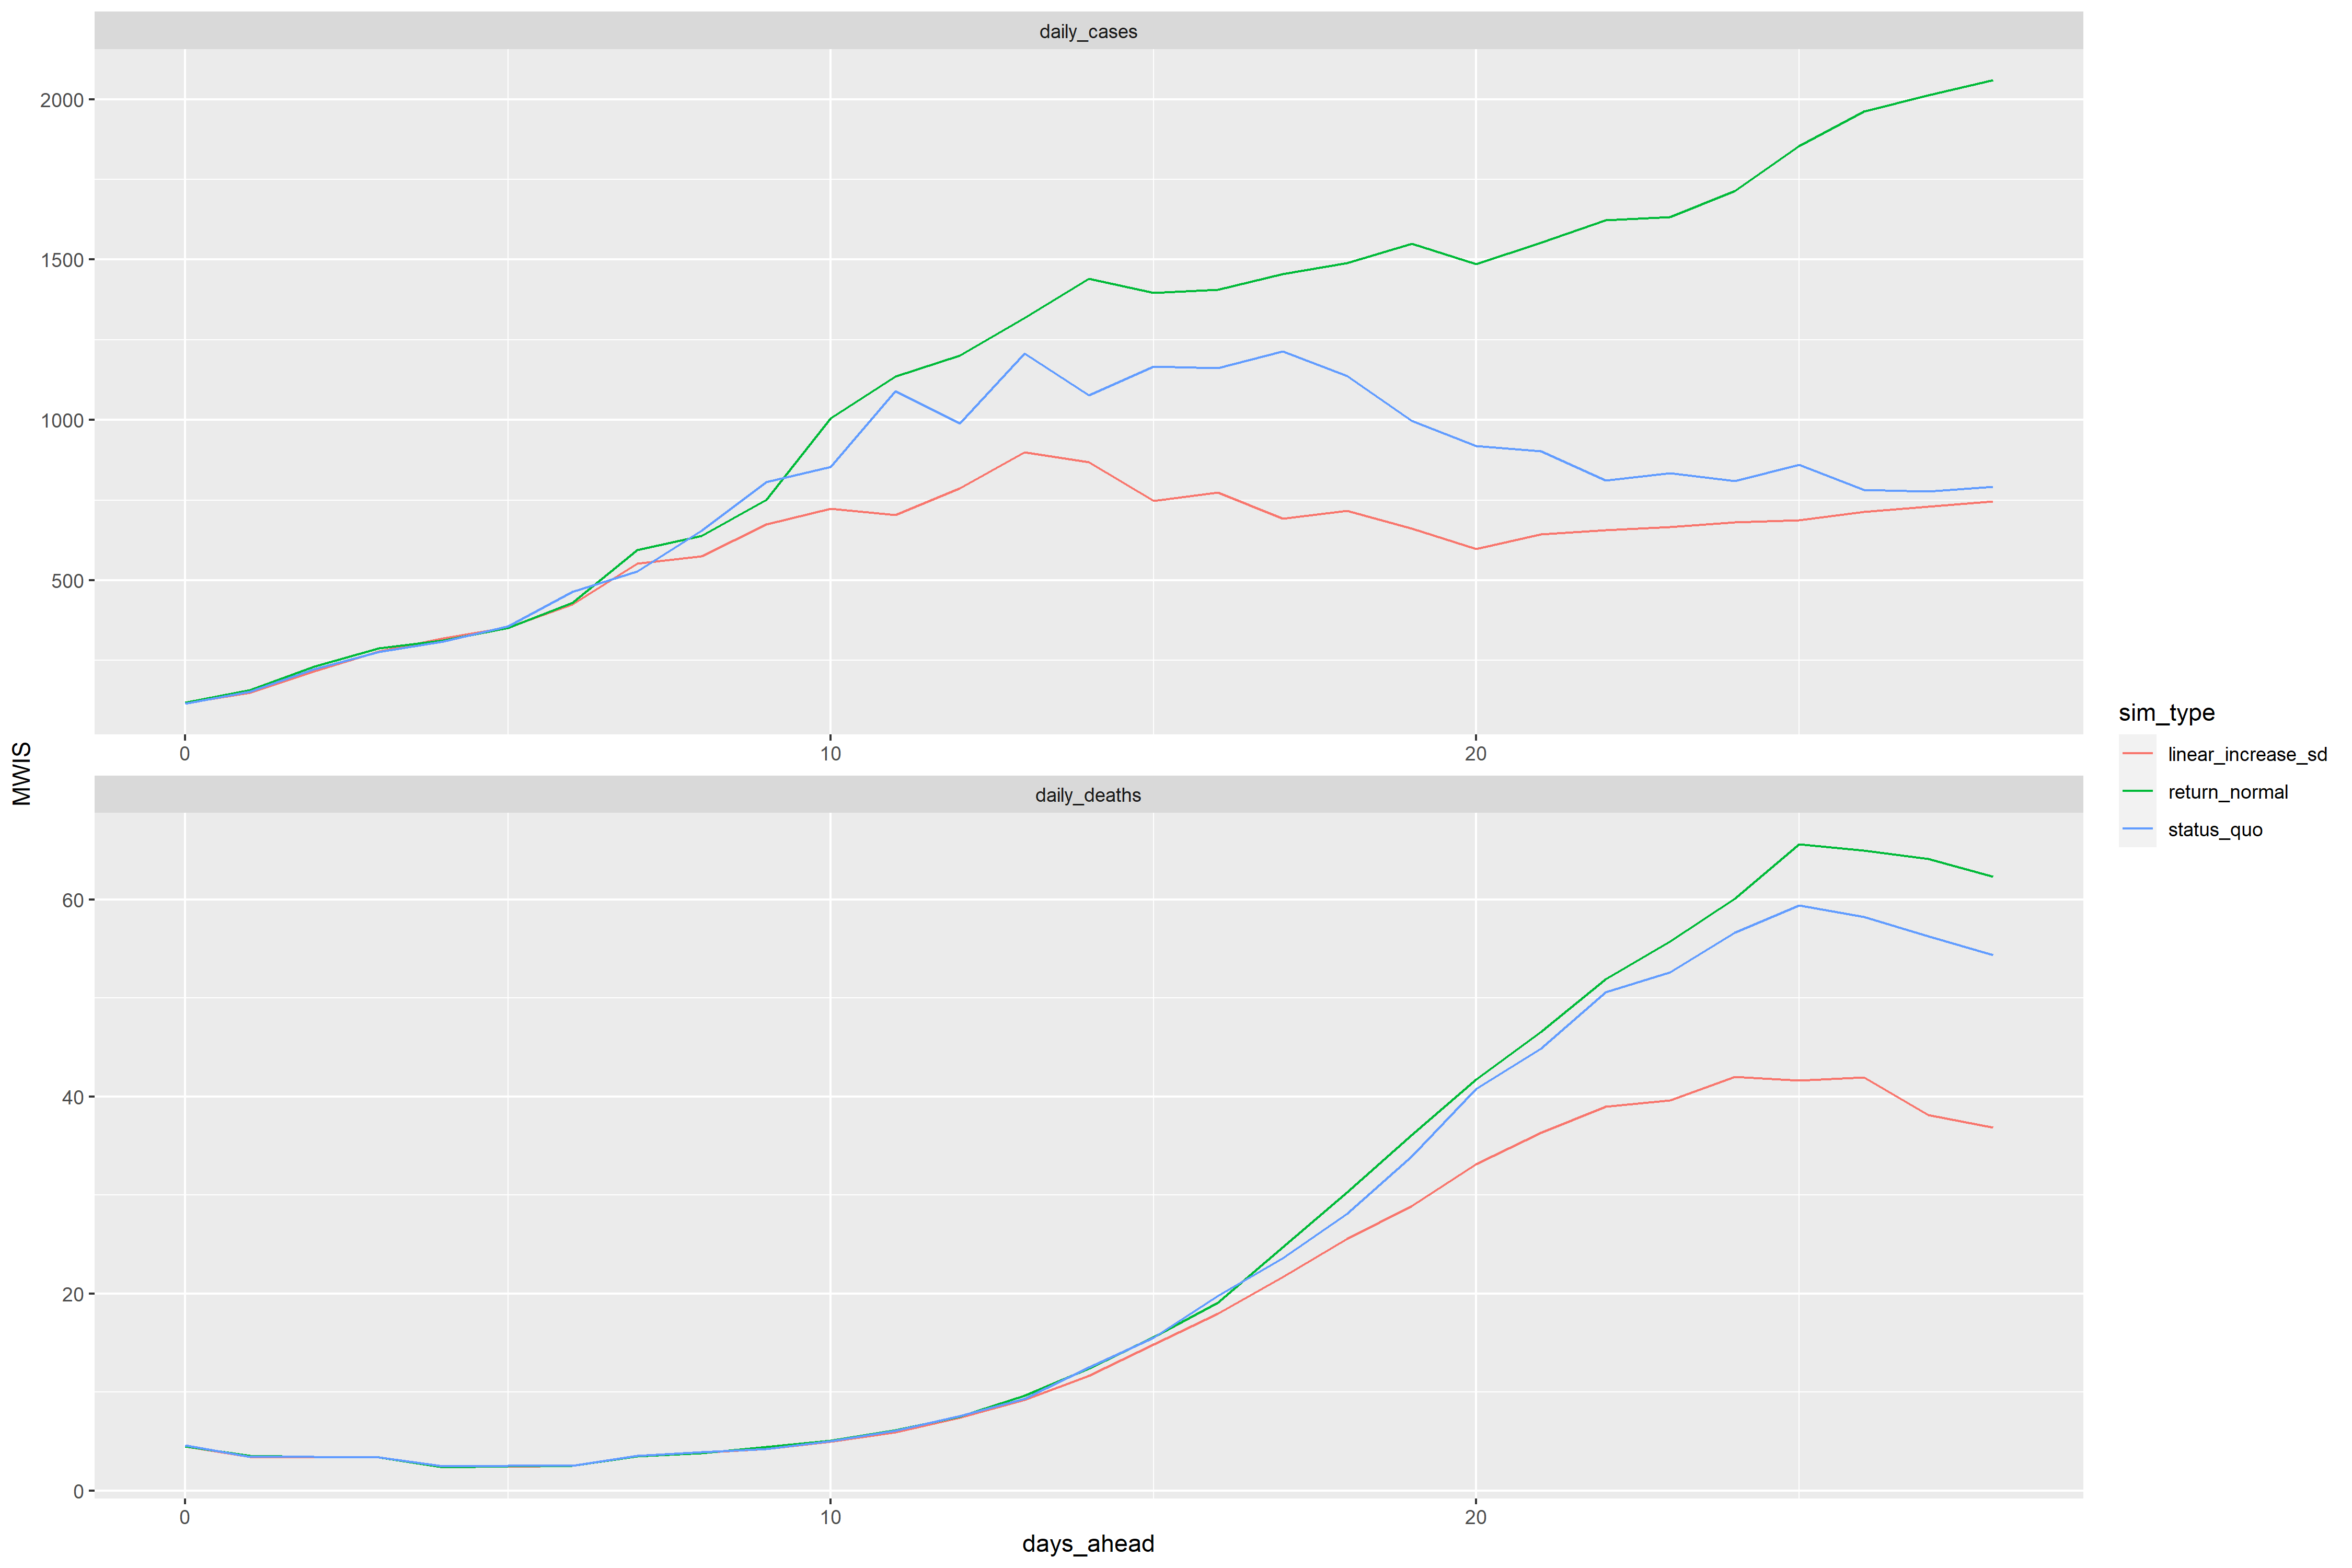 daily_cases
2000
1500
1000
500
0 10 20
MWIS
daily_deaths
60
40
20
0
0 10 20
days_ahead
sim_type
linear_increase_sd
return_normal
status_quo